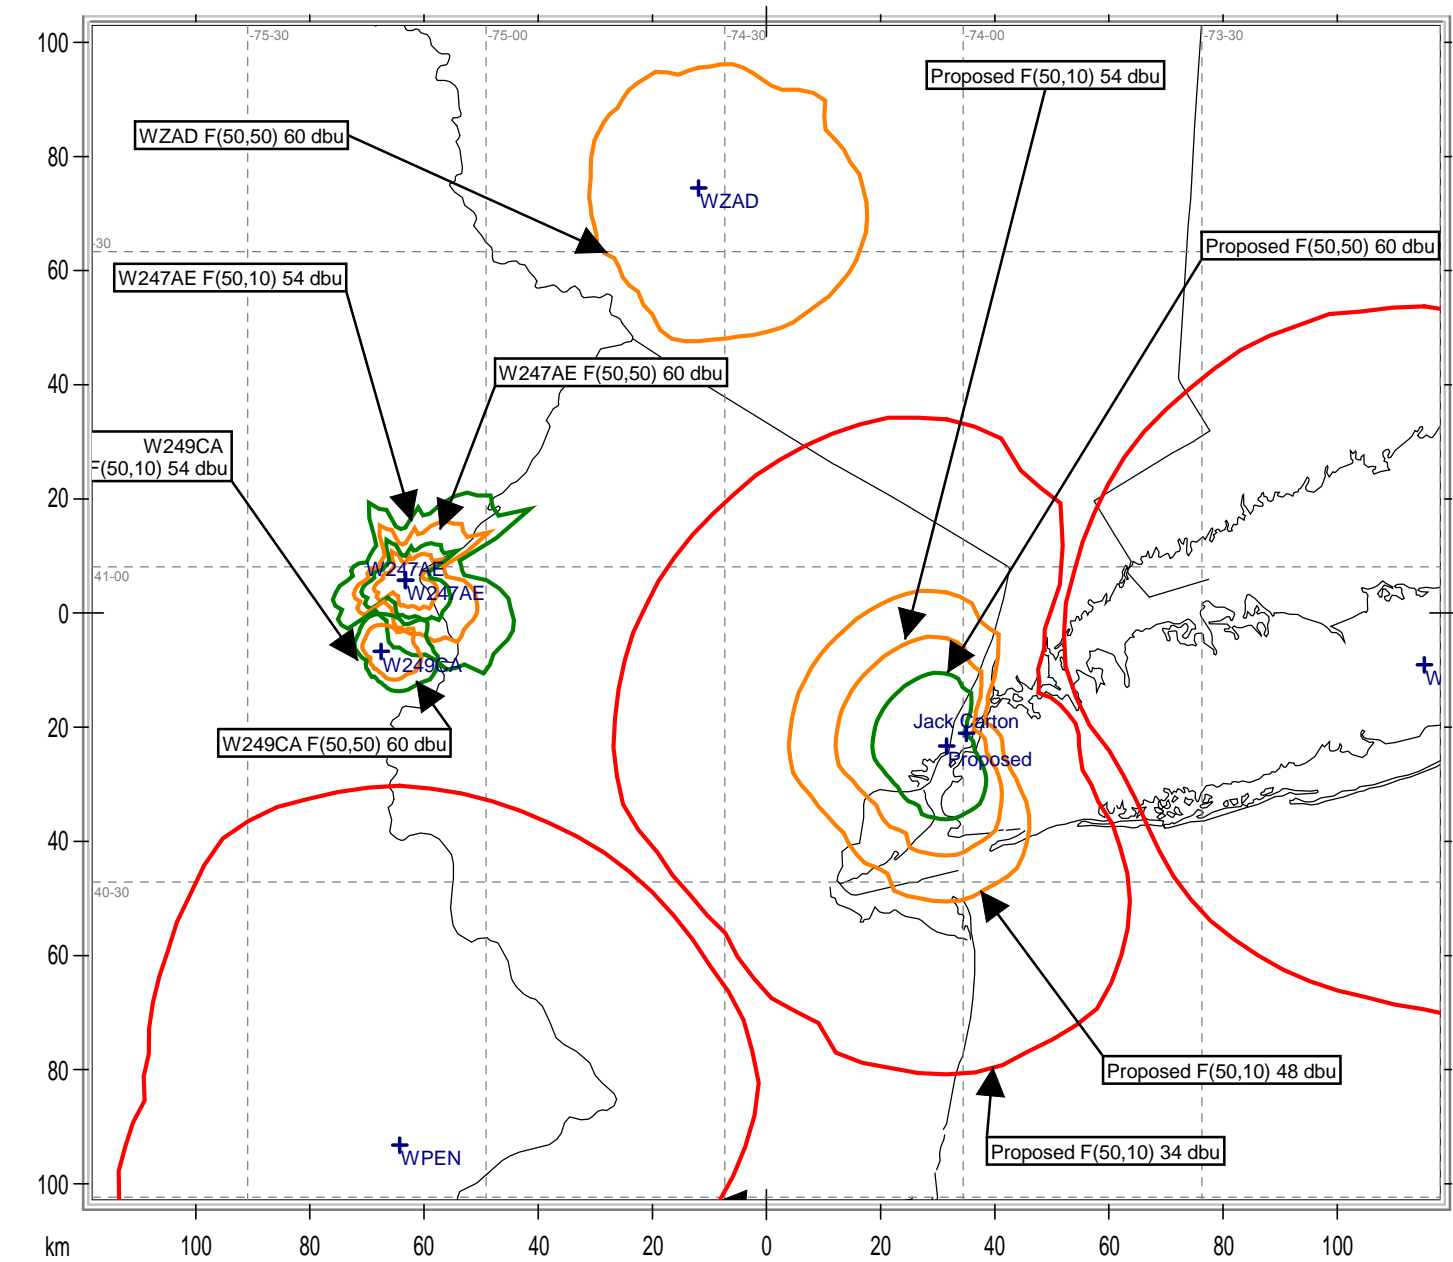 100
-75-30
-75-00
-74-30
-74-00
-73-30
Proposed F(50,10) 54 dbu
WZAD F(50,50) 60 dbu
80
WZAD
-30
Proposed F(50,50) 60 dbu
60
W247AE F(50,10) 54 dbu
40
W247AE F(50,50) 60 dbu
W249CA
F(50,10) 54 dbu
20
41-00
W247AE
W247AE
0
W249CA
W
20
Jack Carton
Proposed
W249CA F(50,50) 60 dbu
40
40-30
60
80
Proposed F(50,10) 48 dbu
WPEN
Proposed F(50,10) 34 dbu
100
km
100
80
60
40
20
0
20
40
60
80
100